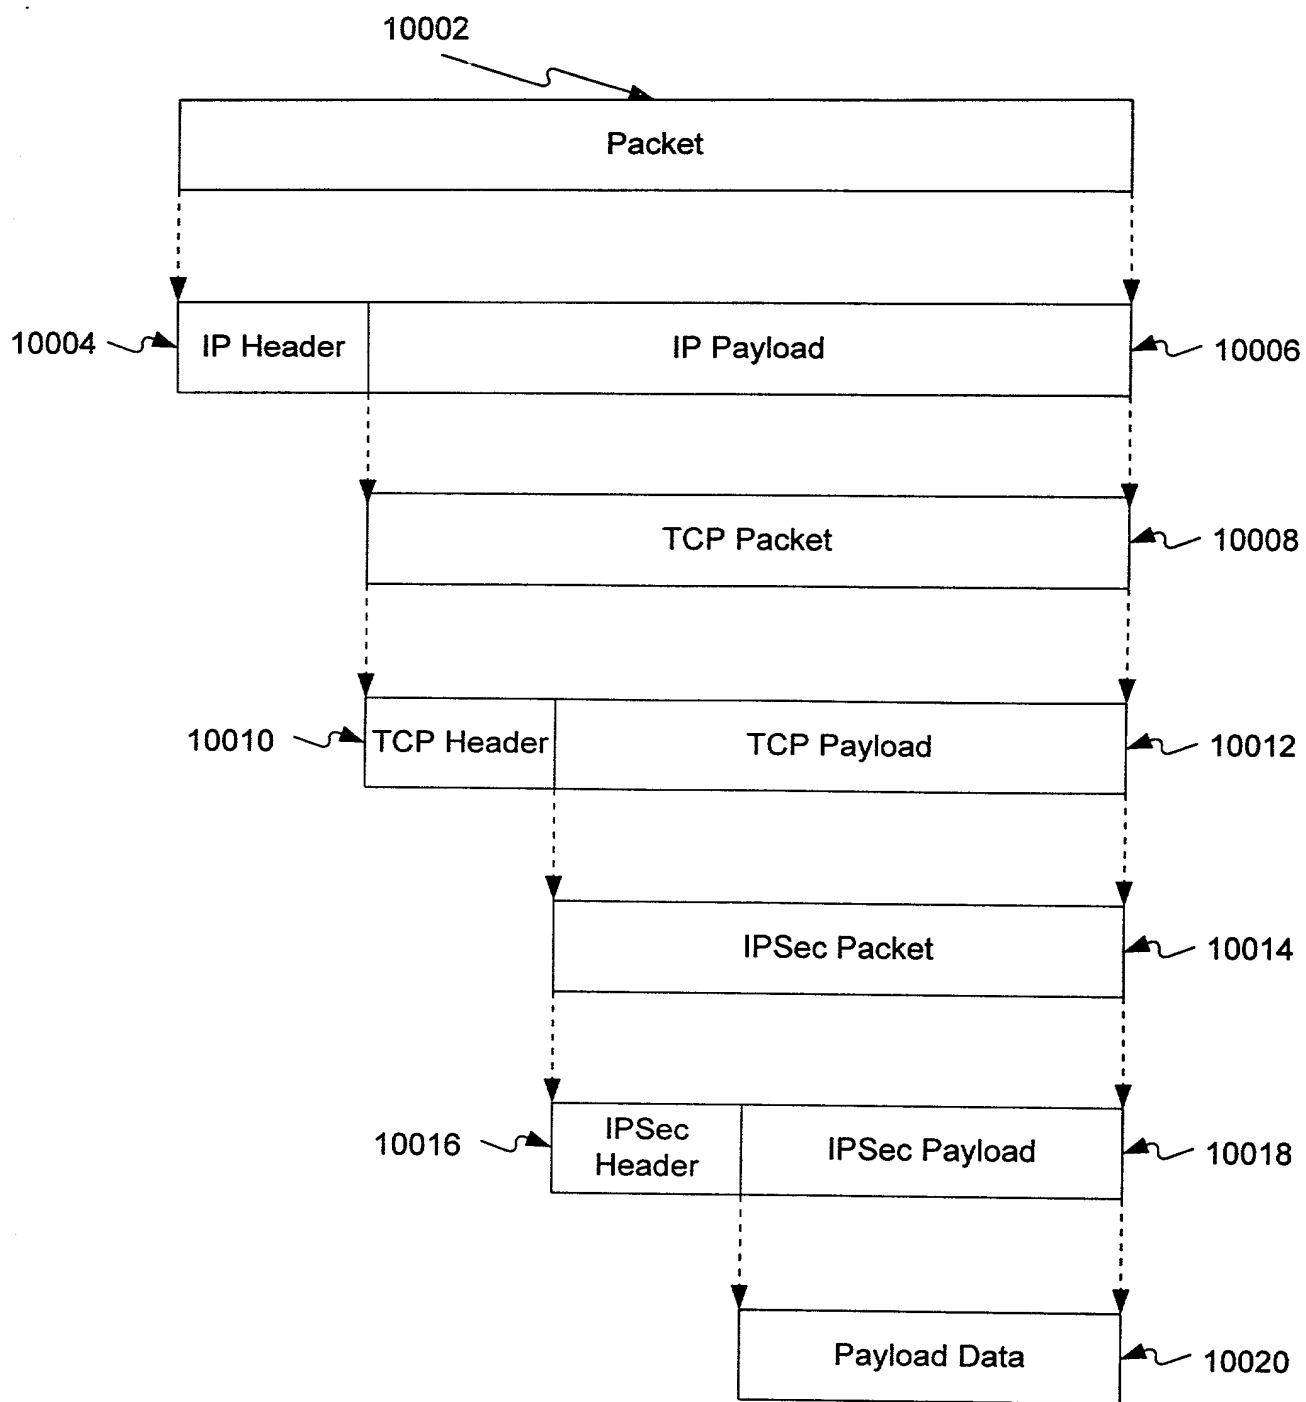 10002
Packet
10004
IP Header
IP Payload
10006
TCP Packet
10008
10010
TCP Header
TCP Payload
10012
IPSec Packet
10014
10016
IPSec
Header
IPSec Payload
10018
Payload Data
10020